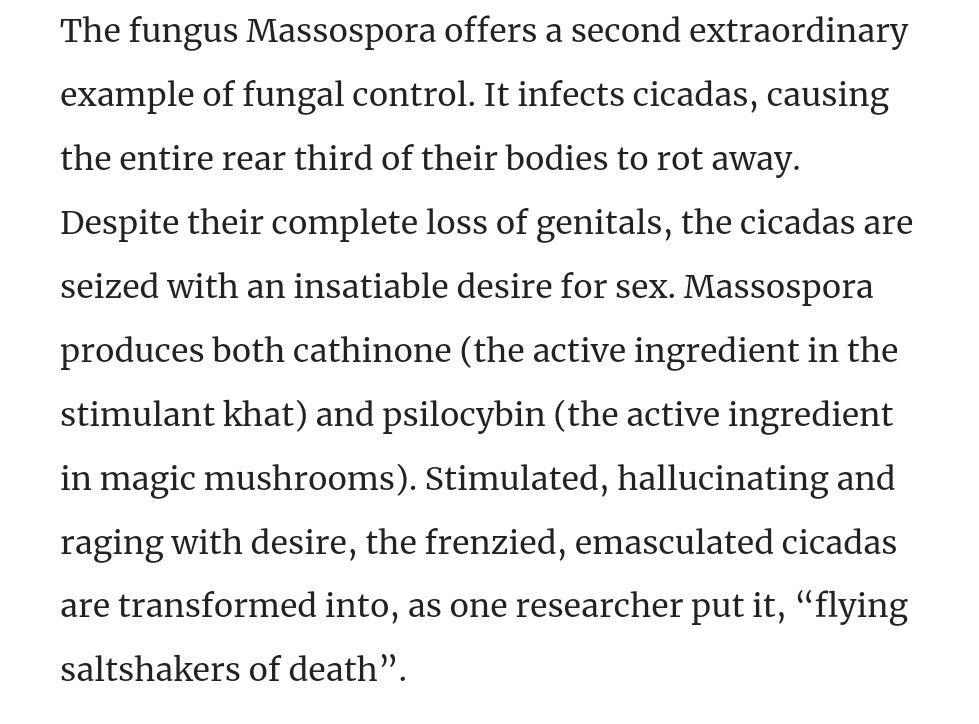 The fungus Massospora offers a second extraordinary
example of fungal control. It infects cicadas, causing
the entire rear third of their bodies to rot away.
Despite their complete loss of genitals, the cicadas are
seized with an insatiable desire for sex. Massospora
produces both cathinone (the active ingredient in the
stimulant khat) and psilocybin (the active ingredient
in magic mushrooms). Stimulated, hallucinating and
raging with desire, the frenzied, emasculated cicadas
are transformed into, as one researcher put it, “flying
saltshakers of death”.